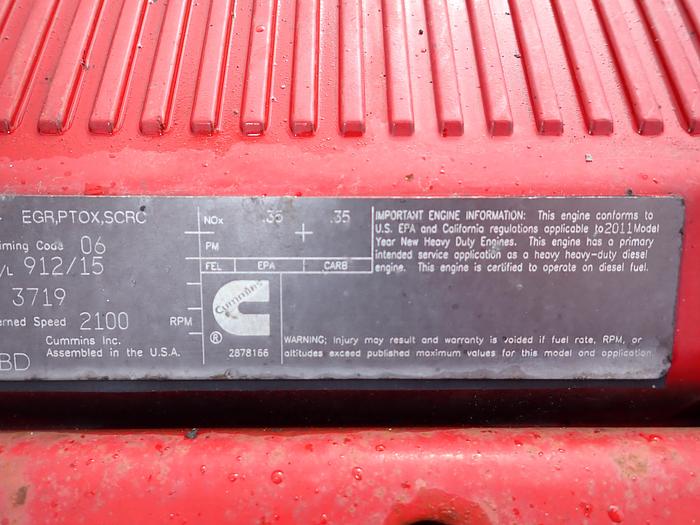 EGR,PTOX,SCRC
iming Code 06
/L 912/15
3719
erned Speed 2100 RPM
Cummins Inc.
Assembled in the U.S.A.
BD
NOx .35 .35
PM
FEL EPA CARB
Cummins
®
2878166
IMPORTANT ENGINE INFORMATION: This engine conforms to
U.S. EPA and California regulations applicable to 2011 Model
Year New Heavy Duty Engines. This engine has a primary
intended service application as a heavy heavy-duty diesel
engine. This engine is certified to operate on diesel fuel.
WARNING; Injury may result and warranty is voided if fuel rate, RPM, or
altitudes exceed published maximum values for this model and application.